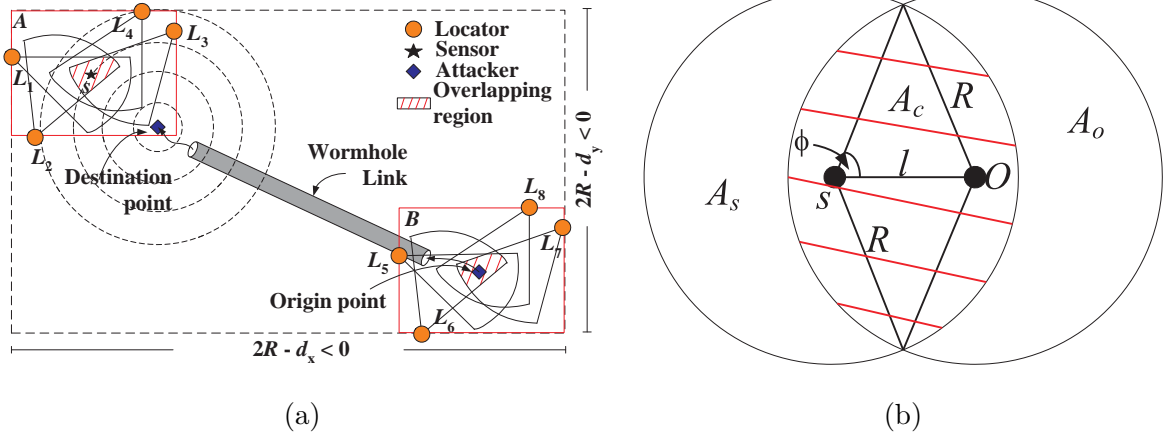 A
L4
L3
L1
s
L2
Locator
Sensor
Attacker
Overlapping
region
Destination
point
Wormhole
Link
B
L8
L7
L5
L6
Origin point
2R - dx < 0
2R - dy < 0
(a)
As
Ac
R
Ao
ϕ
l
s
O
R
(b)